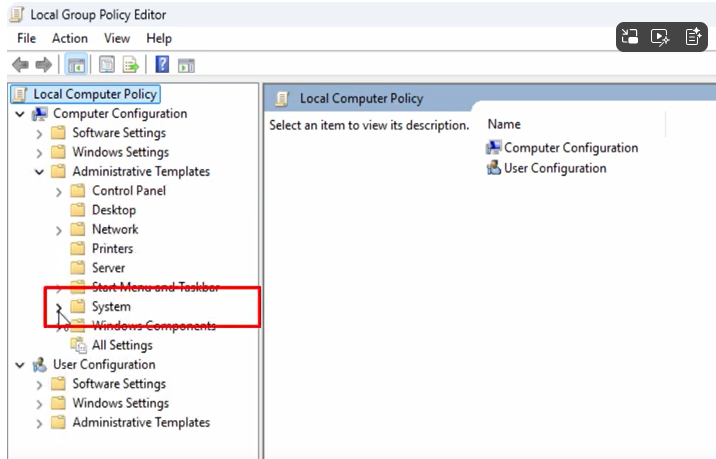 Local Group Policy Editor
File Action View Help
Local Computer Policy
Computer Configuration
Software Settings
Windows Settings
Administrative Templates
Control Panel
Desktop
Network
Printers
Server
Start Menu and Taskbar
System
Windows Components
All Settings
User Configuration
Software Settings
Windows Settings
Administrative Templates
Local Computer Policy
Select an item to view its description.
Name
Computer Configuration
User Configuration